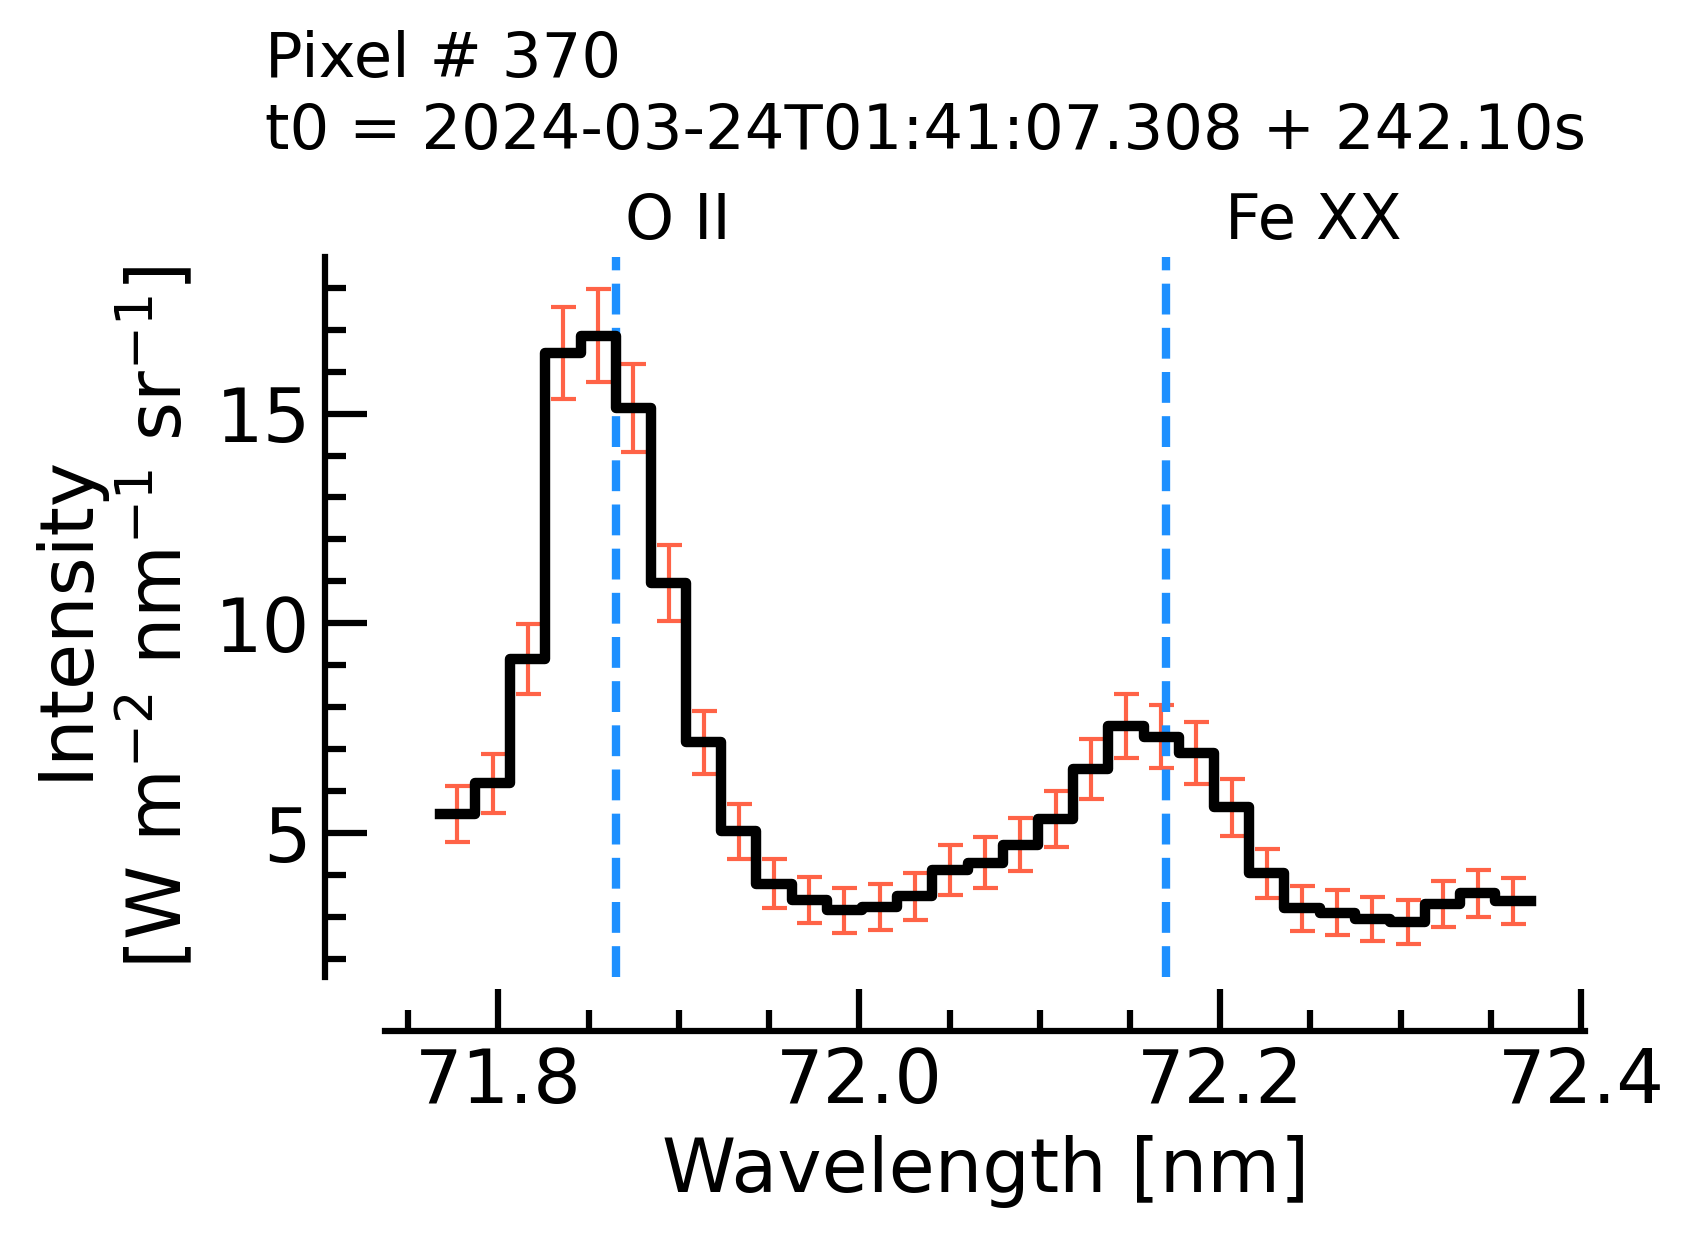 Pixel # 370
t0 = 2024-03-24T01:41:07.308 + 242.10s
O II
Fe XX
Intensity
[W m⁻² nm⁻¹ sr⁻¹]
15
10
5
71.8 72.0 72.2 72.4
Wavelength [nm]